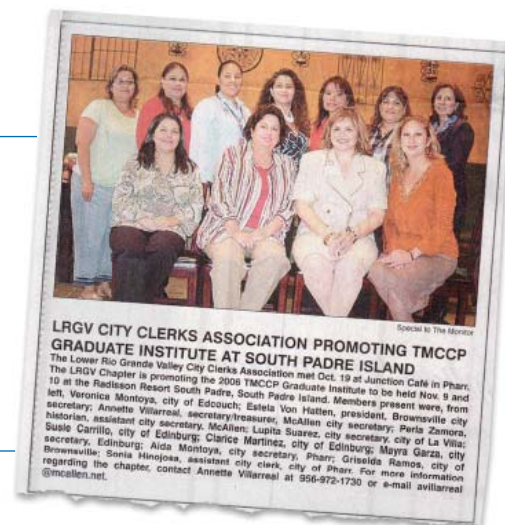 Special to The Monitor
LRGV CITY CLERKS ASSOCIATION PROMOTING TMCCP
GRADUATE INSTITUTE AT SOUTH PADRE ISLAND
The Lower Rio Grande Valley City Clerks Association met Oct. 19 at Junction Café in Pharr.
The LRGV Chapter is promoting the 2006 TMCCP Graduate Institute to be held Nov. 9 and
10 at the Radisson Resort South Padre, South Padre Island. Members present were, from
left, Veronica Montoya, city of Edcouch; Estela Von Hatten, president, Brownsville city
secretary; Annette Villarreal, secretary/treasurer, McAllen city secretary; Perla Zamora,
historian, assistant city secretary, McAllen; Lupita Suarez, city secretary, city of La Villa;
Susie Carrillo, city of Edinburg; Clarice Martinez, city of Edinburg; Mayra Garza, city
secretary, Edinburg; Aida Montoya, city secretary, Pharr; Griselda Ramos, city of
Brownsville; Sonia Hinojosa, assistant city clerk, city of Pharr. For more information
regarding the chapter, contact Annette Villarreal at 956-972-1730 or e-mail avillarreal
@mcallen.net.